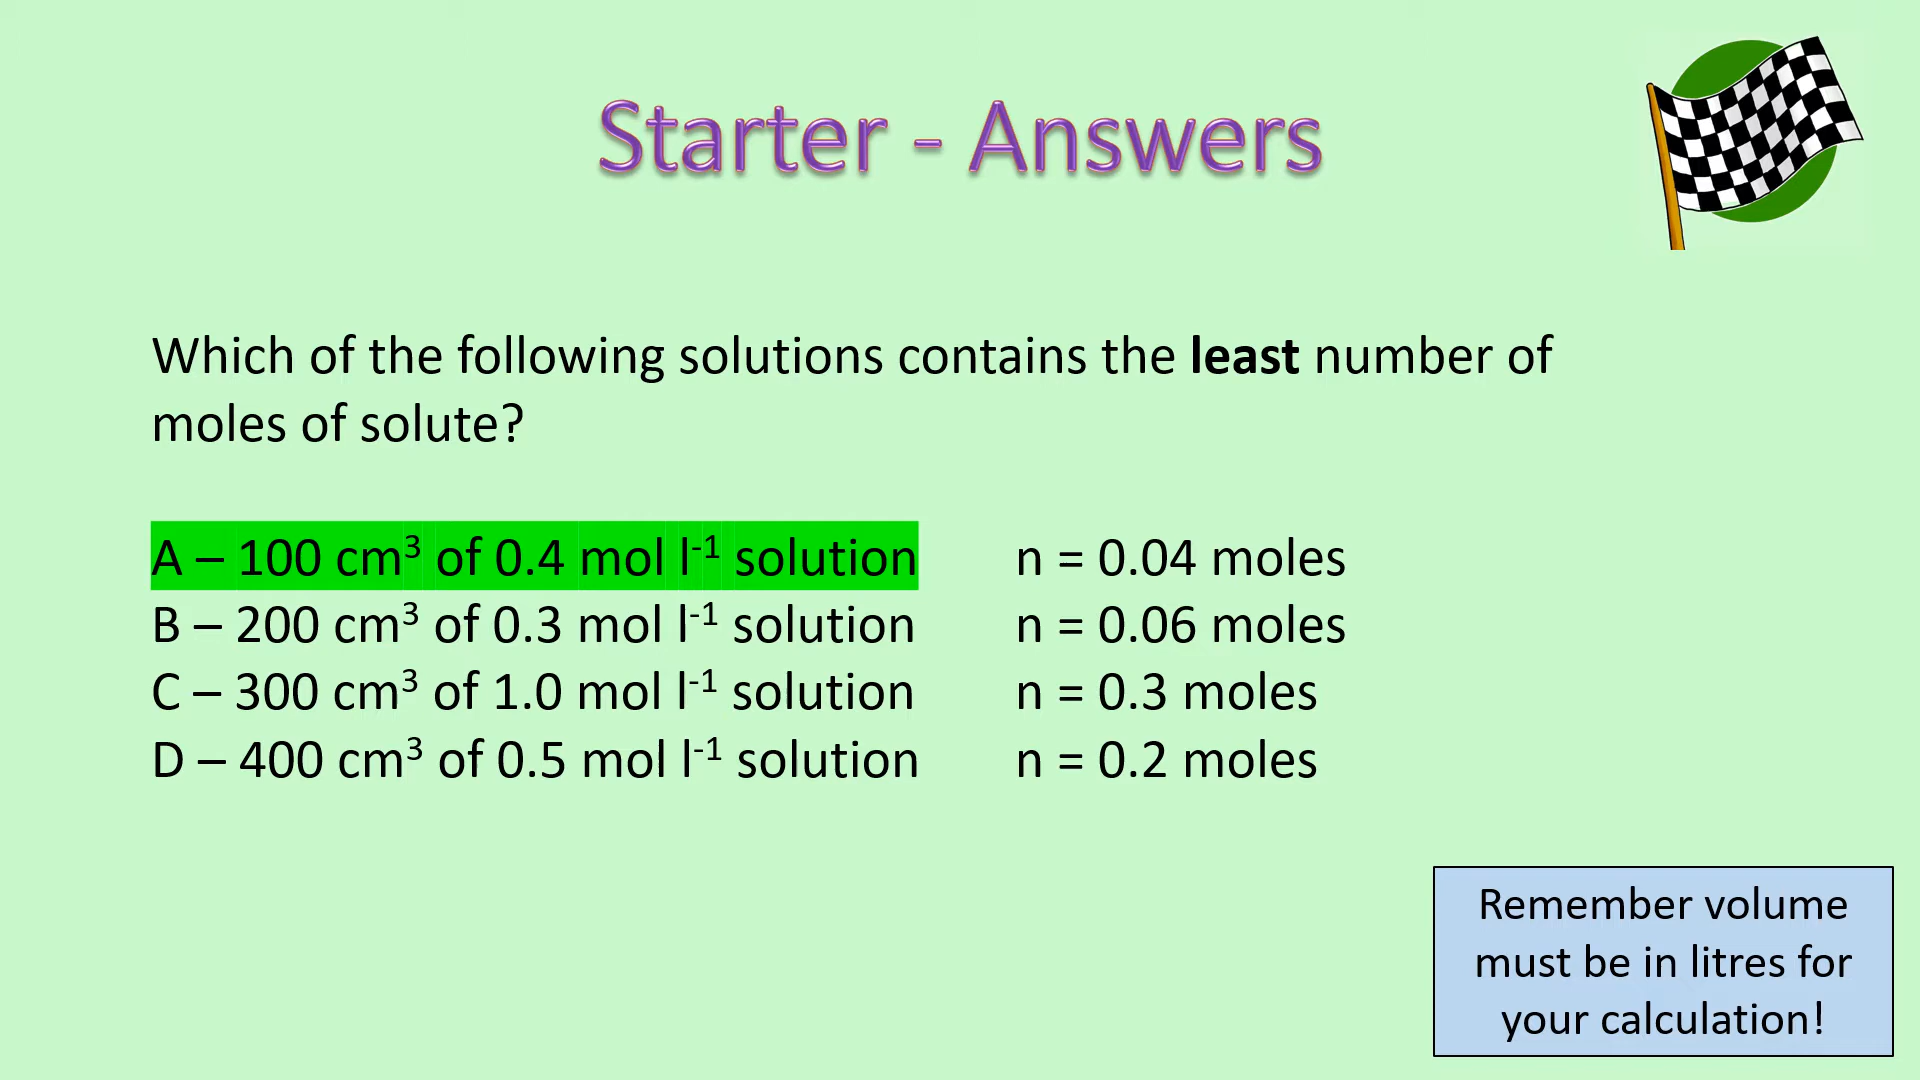 Starter - Answers
Which of the following solutions contains the least number of
moles of solute?
A – 100 cm³ of 0.4 mol l⁻¹ solution n = 0.04 moles
B – 200 cm³ of 0.3 mol l⁻¹ solution n = 0.06 moles
C – 300 cm³ of 1.0 mol l⁻¹ solution n = 0.3 moles
D – 400 cm³ of 0.5 mol l⁻¹ solution n = 0.2 moles
Remember volume
must be in litres for
your calculation!